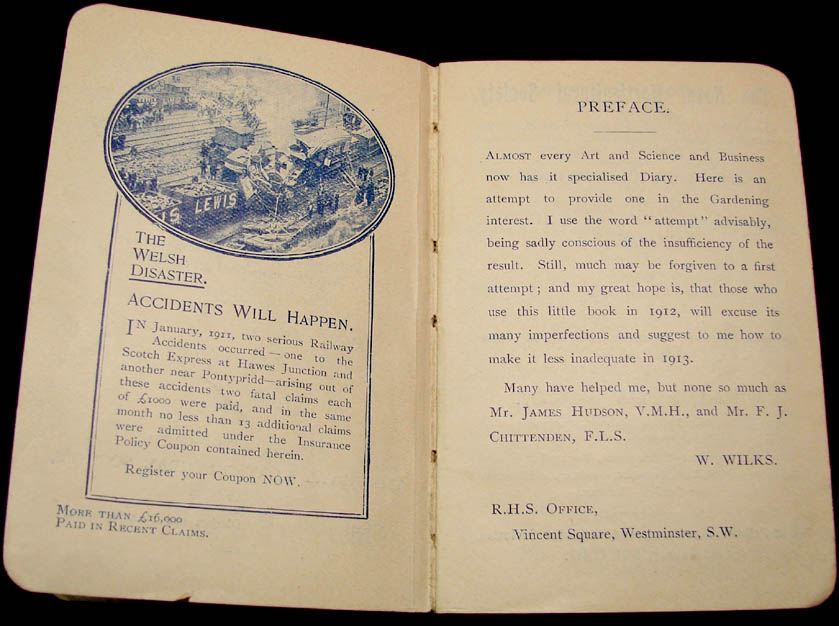 IS LEWIS
THE
WELSH
DISASTER.
ACCIDENTS WILL HAPPEN.
IN January, 1911, two serious Railway
Accidents occurred—one to the
Scotch Express at Hawes Junction and
another near Pontypridd—arising out of
these accidents two fatal claims each
of £1000 were paid, and in the same
month no less than 13 additional claims
were admitted under the Insurance
Policy Coupon contained herein.
Register your Coupon NOW.
MORE THAN £16,000
PAID IN RECENT CLAIMS.
PREFACE.
ALMOST every Art and Science and Business
now has it specialised Diary. Here is an
attempt to provide one in the Gardening
interest. I use the word "attempt" advisably,
being sadly conscious of the insufficiency of the
result. Still, much may be forgiven to a first
attempt; and my great hope is, that those who
use this little book in 1912, will excuse its
many imperfections and suggest to me how to
make it less inadequate in 1913.
Many have helped me, but none so much as
Mr. JAMES HUDSON, V.M.H., and Mr. F. J.
CHITTENDEN, F.L.S.
W. WILKS.
R.H.S. OFFICE,
Vincent Square, Westminster, S.W.